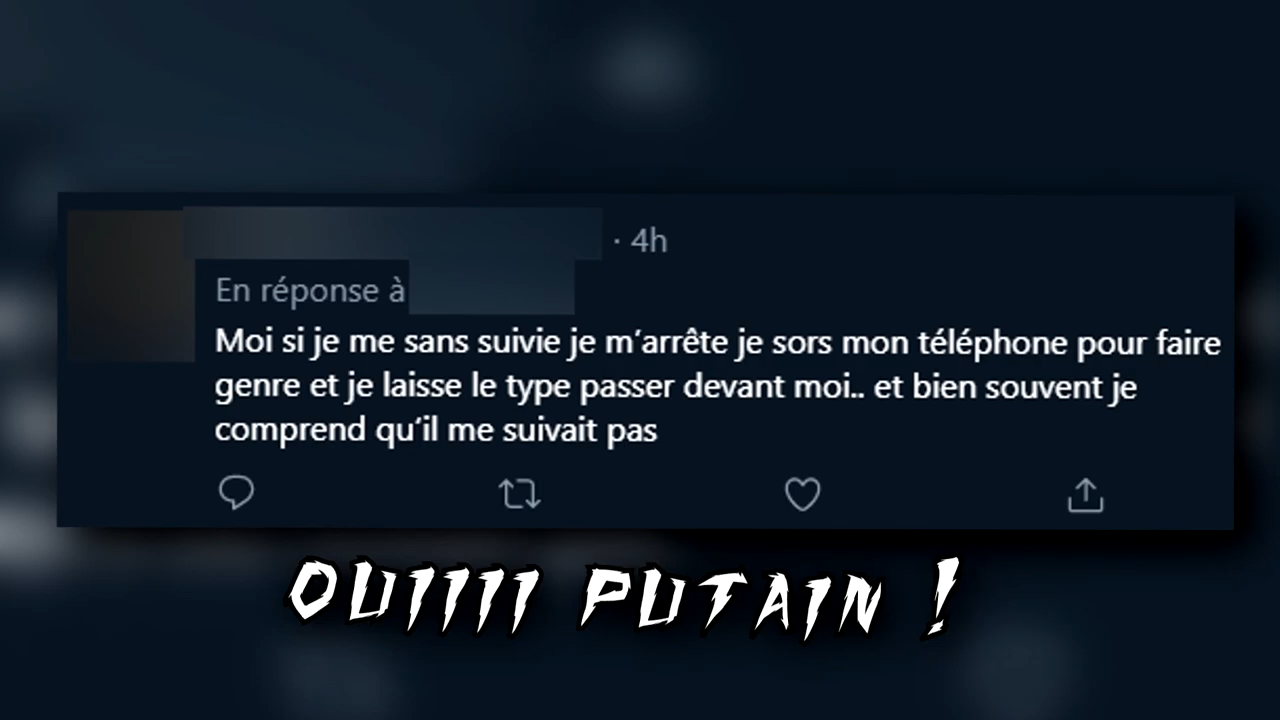 · 4h
En réponse à
Moi si je me sans suivie je m’arrête je sors mon téléphone pour faire
genre et je laisse le type passer devant moi.. et bien souvent je
comprend qu’il me suivait pas
OUIIII PUTAIN !